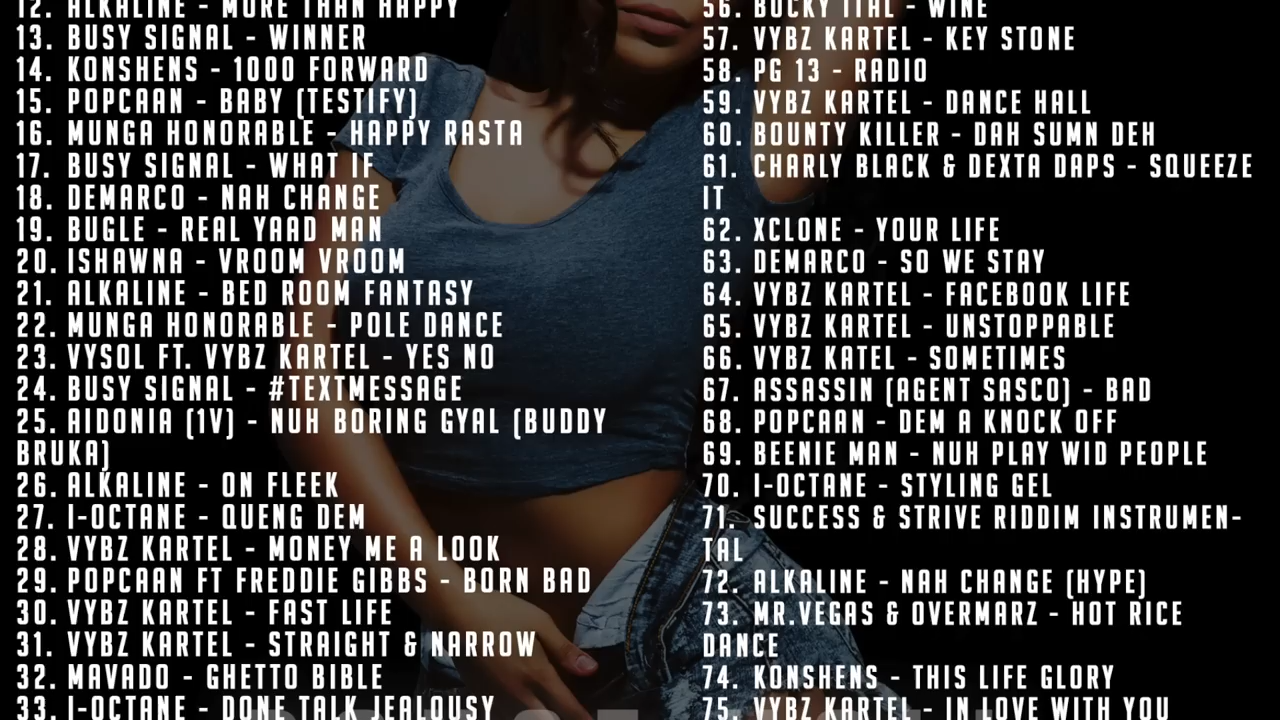 12. ALKALINE - MORE THAN HAPPY
13. BUSY SIGNAL - WINNER
14. KONSHENS - 1000 FORWARD
15. POPCAAN - BABY (TESTIFY)
16. MUNGA HONORABLE - HAPPY RASTA
17. BUSY SIGNAL - WHAT IF
18. DEMARCO - NAH CHANGE
19. BUGLE - REAL YAAD MAN
20. ISHAWNA - VROOM VROOM
21. ALKALINE - BED ROOM FANTASY
22. MUNGA HONORABLE - POLE DANCE
23. VYSOL FT. VYBZ KARTEL - YES NO
24. BUSY SIGNAL - #TEXTMESSAGE
25. AIDONIA (1V) - NUH BORING GYAL (BUDDY
BRUKA)
26. ALKALINE - ON FLEEK
27. I-OCTANE - QUENG DEM
28. VYBZ KARTEL - MONEY ME A LOOK
29. POPCAAN FT FREDDIE GIBBS - BORN BAD
30. VYBZ KARTEL - FAST LIFE
31. VYBZ KARTEL - STRAIGHT & NARROW
32. MAVADO - GHETTO BIBLE
33. I-OCTANE - DONE TALK JEALOUSY
56. BUCKY ITAL - WINE
57. VYBZ KARTEL - KEY STONE
58. PG 13 - RADIO
59. VYBZ KARTEL - DANCE HALL
60. BOUNTY KILLER - DAH SUMN DEH
61. CHARLY BLACK & DEXTA DAPS - SQUEEZE
IT
62. XCLONE - YOUR LIFE
63. DEMARCO - SO WE STAY
64. VYBZ KARTEL - FACEBOOK LIFE
65. VYBZ KARTEL - UNSTOPPABLE
66. VYBZ KATEL - SOMETIMES
67. ASSASSIN (AGENT SASCO) - BAD
68. POPCAAN - DEM A KNOCK OFF
69. BEENIE MAN - NUH PLAY WID PEOPLE
70. I-OCTANE - STYLING GEL
71. SUCCESS & STRIVE RIDDIM INSTRUMEN-
TAL
72. ALKALINE - NAH CHANGE (HYPE)
73. MR.VEGAS & OVERMARZ - HOT RICE
DANCE
74. KONSHENS - THIS LIFE GLORY
75. VYBZ KARTEL - IN LOVE WITH YOU